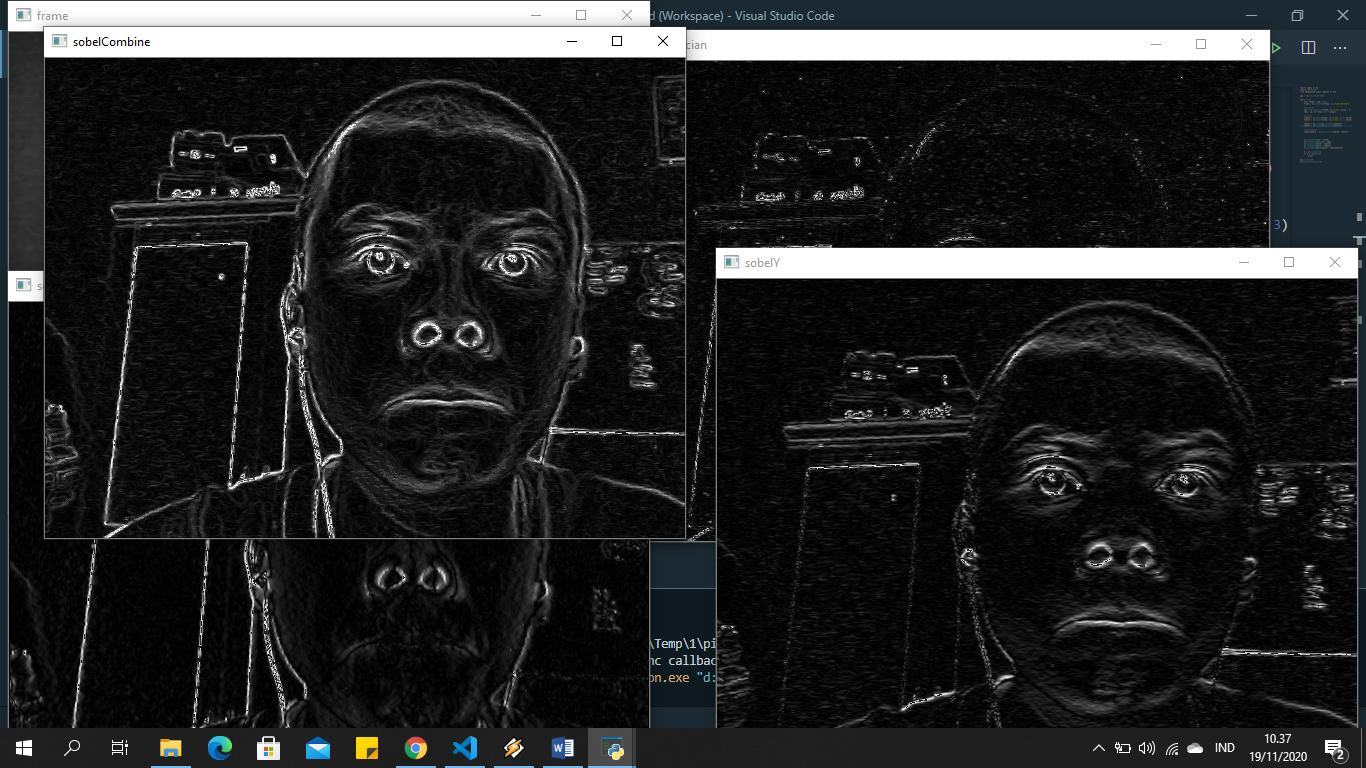 frame
d (Workspace) - Visual Studio Code
sobelCombine
cian
3)
sobelY
s
\Temp\1\pi
nc callbac
on.exe "d:
IND
10.37
19/11/2020
2